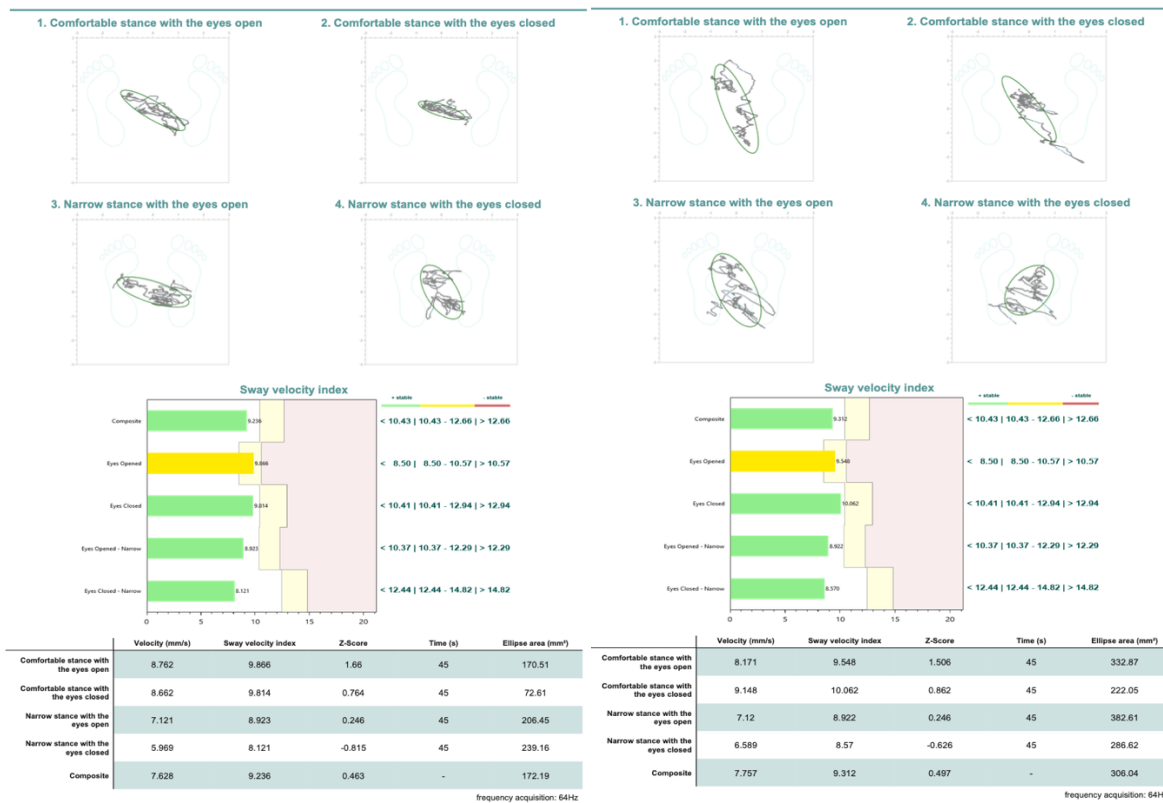 1. Comfortable stance with the eyes open
2. Comfortable stance with the eyes closed
3. Narrow stance with the eyes open
4. Narrow stance with the eyes closed
Sway velocity index
+ stable - stable
Composite 9.236 < 10.43 | 10.43 - 12.66 | > 12.66
Eyes Opened 9.866 < 8.50 | 8.50 - 10.57 | > 10.57
Eyes Closed 9.814 < 10.41 | 10.41 - 12.94 | > 12.94
Eyes Opened - Narrow 8.923 < 10.37 | 10.37 - 12.29 | > 12.29
Eyes Closed - Narrow 8.121 < 12.44 | 12.44 - 14.82 | > 14.82
0 5 10 15 20
Velocity (mm/s) Sway velocity index Z-Score Time (s) Ellipse area (mm²)
Comfortable stance with
the eyes open 8.762 9.866 1.66 45 170.51
Comfortable stance with
the eyes closed 8.662 9.814 0.764 45 72.61
Narrow stance with the
eyes open 7.121 8.923 0.246 45 206.45
Narrow stance with the
eyes closed 5.969 8.121 -0.815 45 239.16
Composite 7.628 9.236 0.463 - 172.19
frequency acquisition: 64Hz
1. Comfortable stance with the eyes open
2. Comfortable stance with the eyes closed
3. Narrow stance with the eyes open
4. Narrow stance with the eyes closed
Sway velocity index
+ stable - stable
Composite 9.312 < 10.43 | 10.43 - 12.66 | > 12.66
Eyes Opened 9.548 < 8.50 | 8.50 - 10.57 | > 10.57
Eyes Closed 10.062 < 10.41 | 10.41 - 12.94 | > 12.94
Eyes Opened - Narrow 8.922 < 10.37 | 10.37 - 12.29 | > 12.29
Eyes Closed - Narrow 8.570 < 12.44 | 12.44 - 14.82 | > 14.82
0 5 10 15 20
Velocity (mm/s) Sway velocity index Z-Score Time (s) Ellipse area (mm²)
Comfortable stance with
the eyes open 8.171 9.548 1.506 45 332.87
Comfortable stance with
the eyes closed 9.148 10.062 0.862 45 222.05
Narrow stance with the
eyes open 7.12 8.922 0.246 45 382.61
Narrow stance with the
eyes closed 6.589 8.57 -0.626 45 286.62
Composite 7.757 9.312 0.497 - 306.04
frequency acquisition: 64H